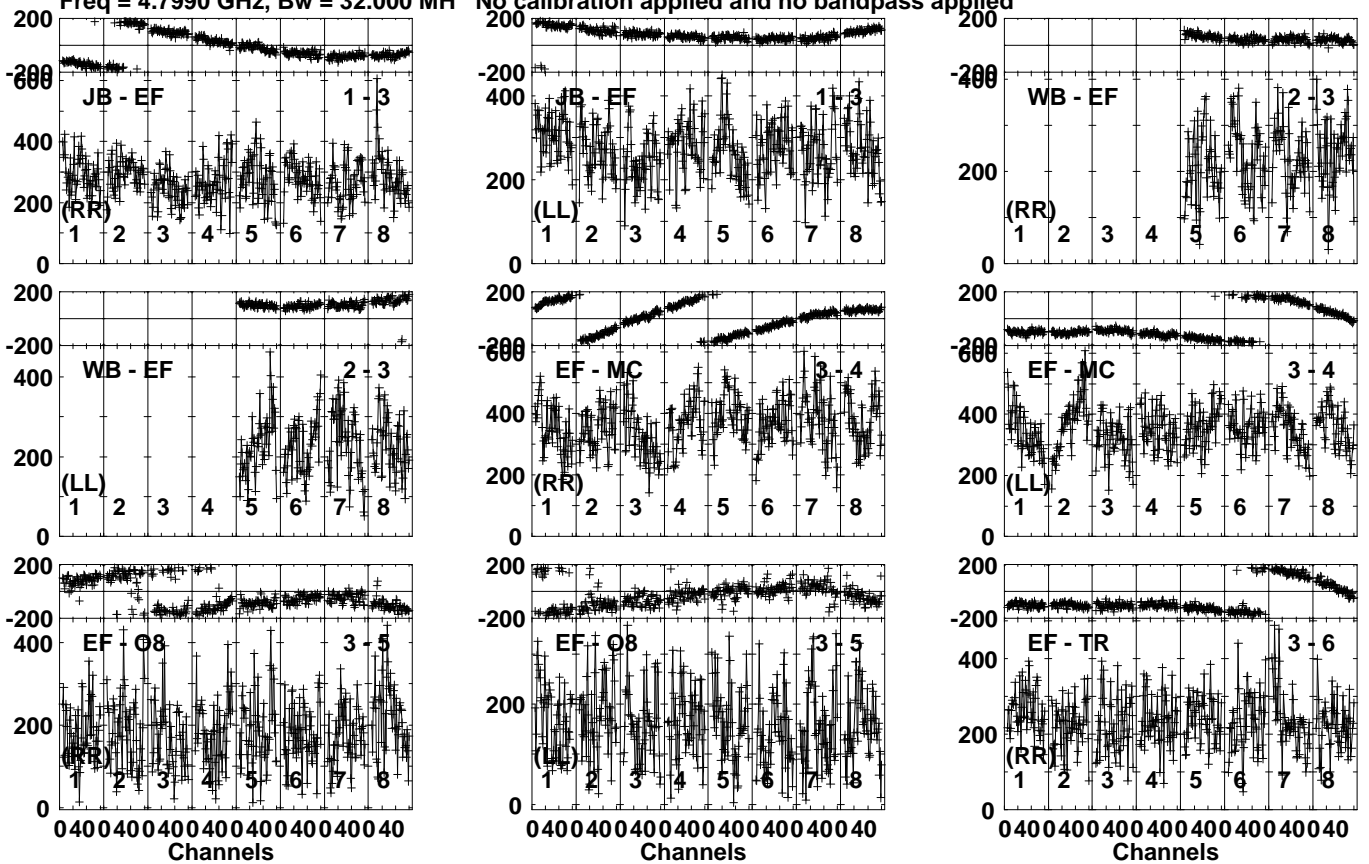 Freq = 4.7990 GHz, Bw = 32.000 MH No calibration applied and no bandpass applied
200 200 200
-200 -200 -200
600 400
JB - EF 1 - 3 JB - EF 1 - 3 WB - EF 2 - 3
400 400 400
200 200 200
(RR) (LL) (RR)
1 2 3 4 5 6 7 8 1 2 3 4 5 6 7 8 1 2 3 4 5 6 7 8
0 0 0
200 200 200
-200 -200 -200
600 600
WB - EF 2 - 3 EF - MC 3 - 4 EF - MC 3 - 4
400 400 400
200 200 200
(LL) (RR) (LL)
1 2 3 4 5 6 7 8 1 2 3 4 5 6 7 8 1 2 3 4 5 6 7 8
0 0 0
200 200 200
-200 -200 -200
EF - O8 3 - 5 EF - O8 3 - 5 EF - TR 3 - 6
400 400
200 200 200
(RR) (LL) (RR)
1 2 3 4 5 6 7 8 1 2 3 4 5 6 7 8 1 2 3 4 5 6 7 8
0 0 0
0 40 0 40 0 40 0 40 0 40 0 40 0 40 0 40 0 40 0 40 0 40 0 40 0 40 0 40 0 40 0 40 0 40 0 40 0 40 0 40 0 40 0 40 0 40 0 40
Channels Channels Channels